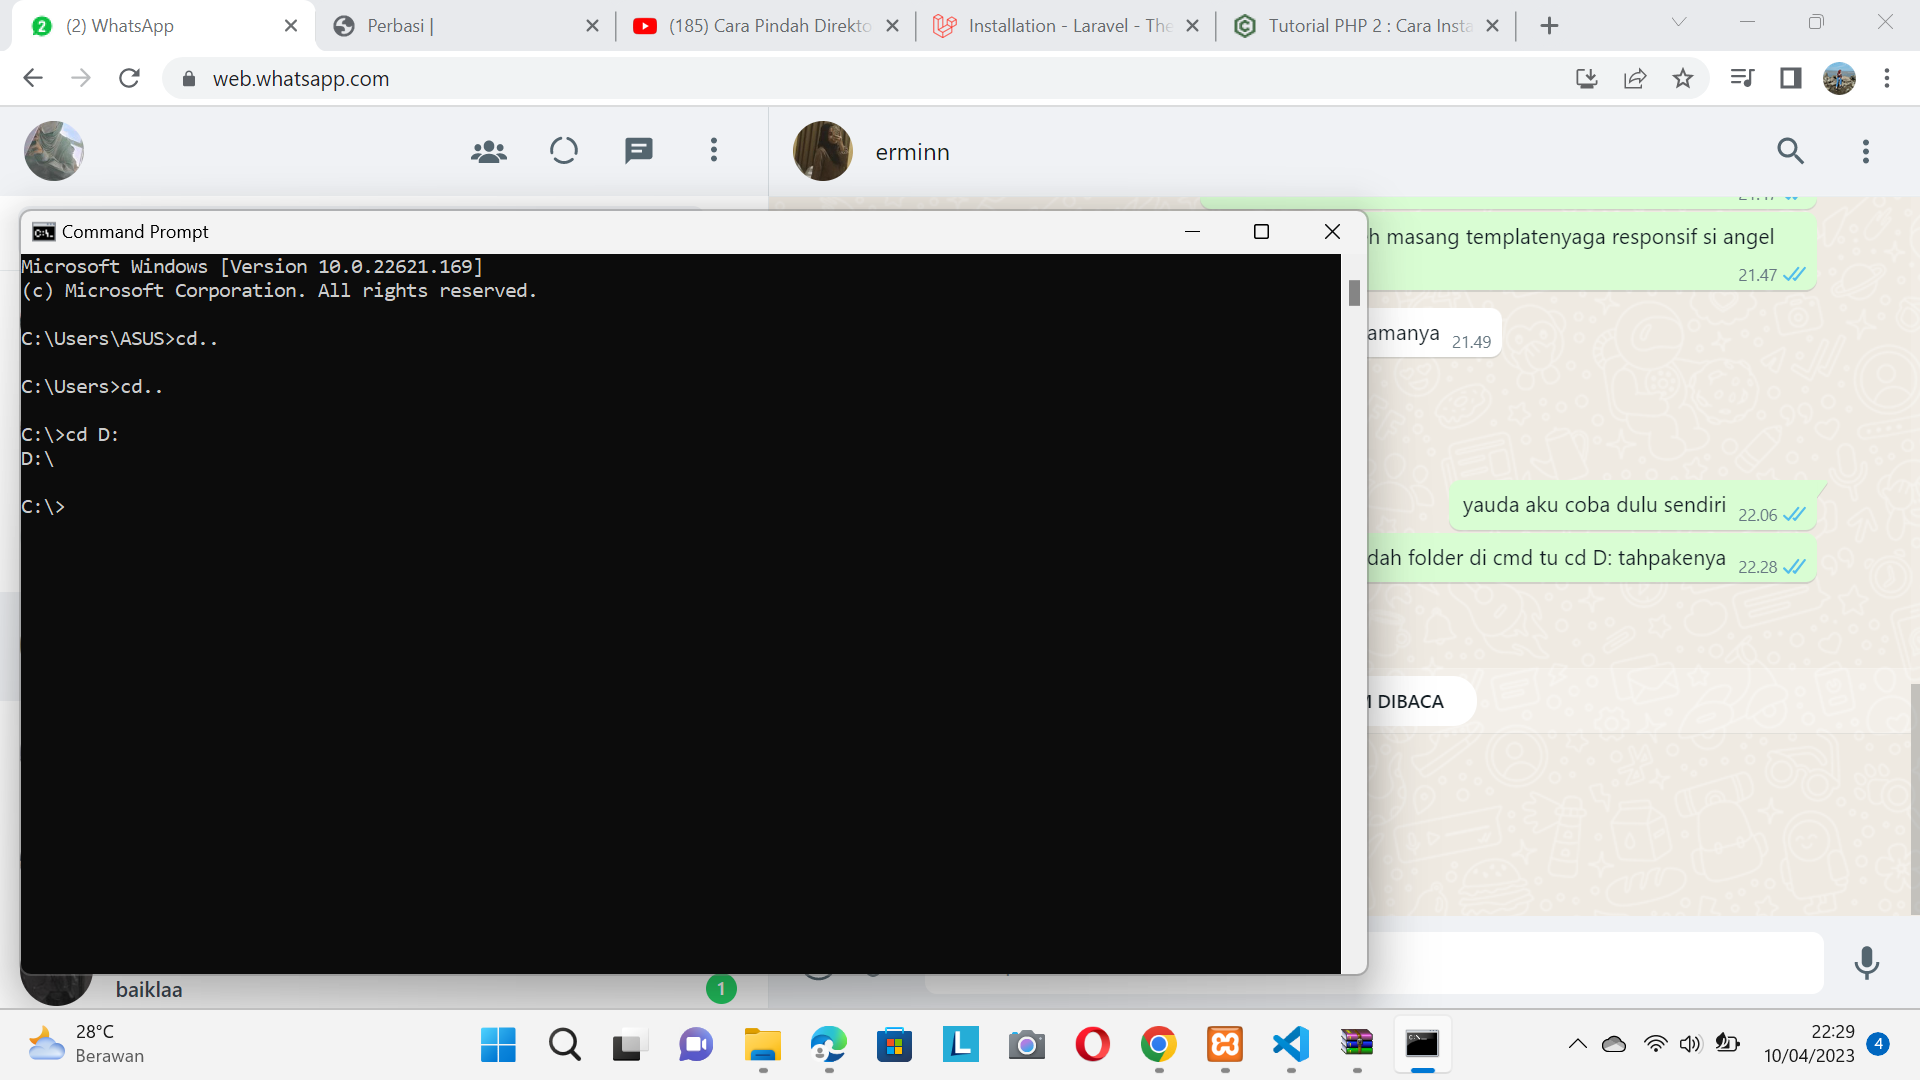 (2) WhatsApp
Perbasi |
(185) Cara Pindah Direkto
Installation - Laravel - The
Tutorial PHP 2 : Cara Insta
web.whatsapp.com
erminn
Command Prompt
Microsoft Windows [Version 10.0.22621.169]
(c) Microsoft Corporation. All rights reserved.
C:\Users\ASUS>cd..
C:\Users>cd..
C:\>cd D:
D:\
C:\>
h masang templatenyaga responsif si angel
21.47
amanya 21.49
yauda aku coba dulu sendiri 22.06
dah folder di cmd tu cd D: tahpakenya 22.28
DIBACA
baiklaa
1
28°C
Berawan
22:29
10/04/2023
4